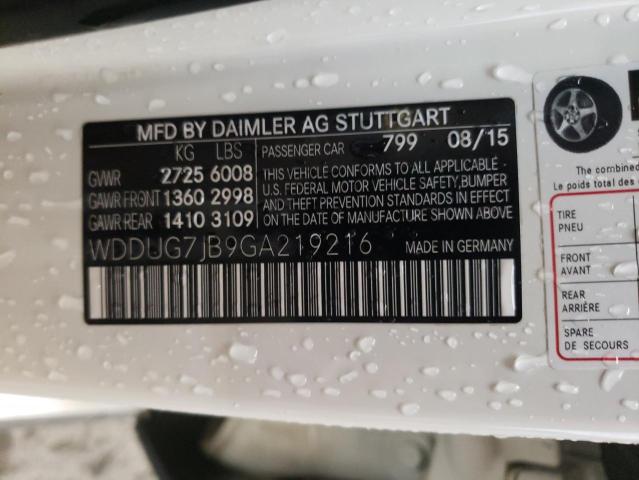 MFD BY DAIMLER AG STUTTGART
KG LBS
GVWR 2725 6008
GAWR FRONT 1360 2998
GAWR REAR 1410 3109
PASSENGER CAR 799 08/15
THIS VEHICLE CONFORMS TO ALL APPLICABLE
U.S. FEDERAL MOTOR VEHICLE SAFETY, BUMPER
AND THEFT PREVENTION STANDARDS IN EFFECT
ON THE DATE OF MANUFACTURE SHOWN ABOVE
WDDUG7JB9GA219216 MADE IN GERMANY
The combined
Le poids total des
TIRE
PNEU
FRONT
AVANT
REAR
ARRIÈRE
SPARE
DE SECOURS